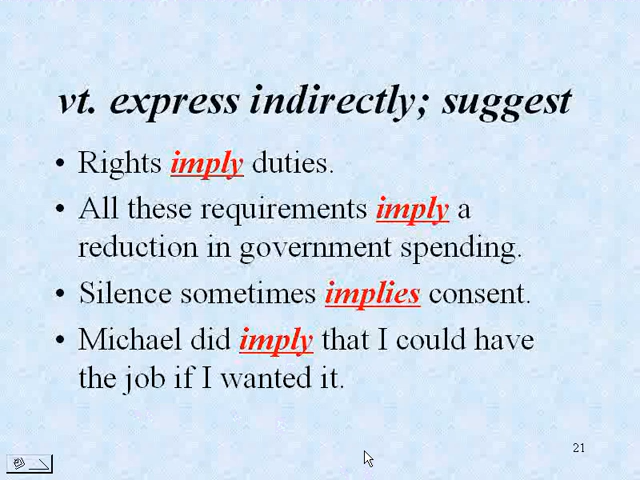 vt. express indirectly; suggest
• Rights imply duties.
• All these requirements imply a
reduction in government spending.
• Silence sometimes implies consent.
• Michael did imply that I could have
the job if I wanted it.
21